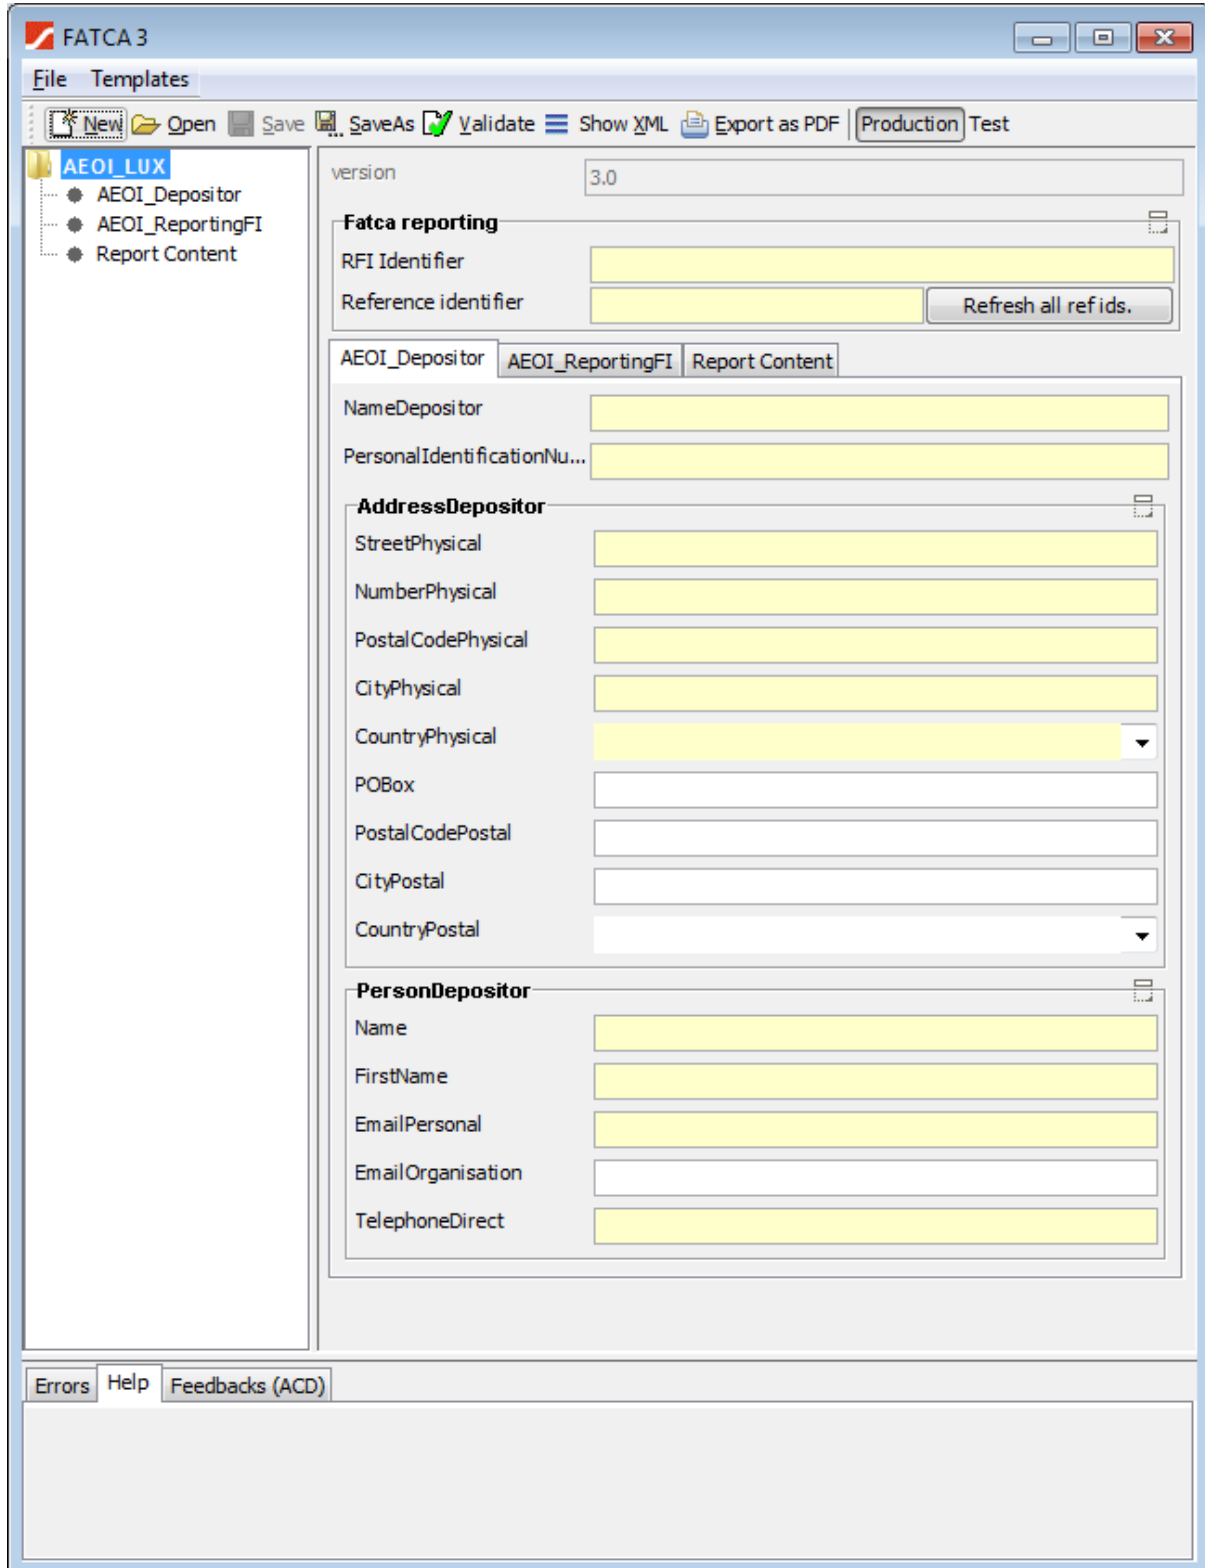 FATCA 3
File Templates
New Open Save SaveAs Validate Show XML Export as PDF Production Test
AEOI_LUX
AEOI_Depositor
AEOI_ReportingFI
Report Content
version 3.0
Fatca reporting
RFI Identifier
Reference identifier Refresh all ref ids.
AEOI_Depositor AEOI_ReportingFI Report Content
NameDepositor
PersonalIdentificationNu...
AddressDepositor
StreetPhysical
NumberPhysical
PostalCodePhysical
CityPhysical
CountryPhysical
POBox
PostalCodePostal
CityPostal
CountryPostal
PersonDepositor
Name
FirstName
EmailPersonal
EmailOrganisation
TelephoneDirect
Errors Help Feedbacks (ACD)